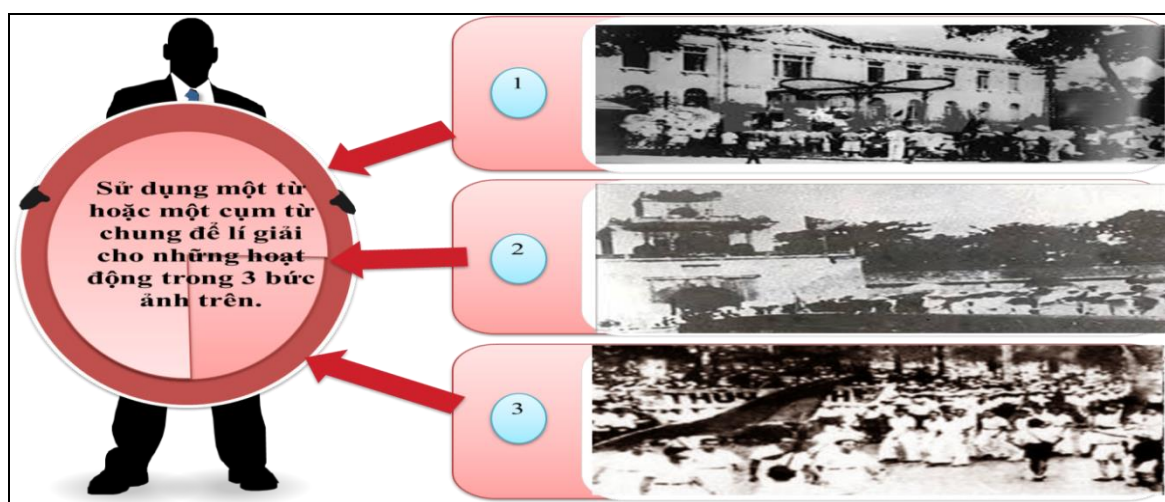 Sử dụng một từ
hoặc một cụm từ
chung để lí giải
cho những hoạt
động trong 3 bức
ảnh trên.
1
2
3